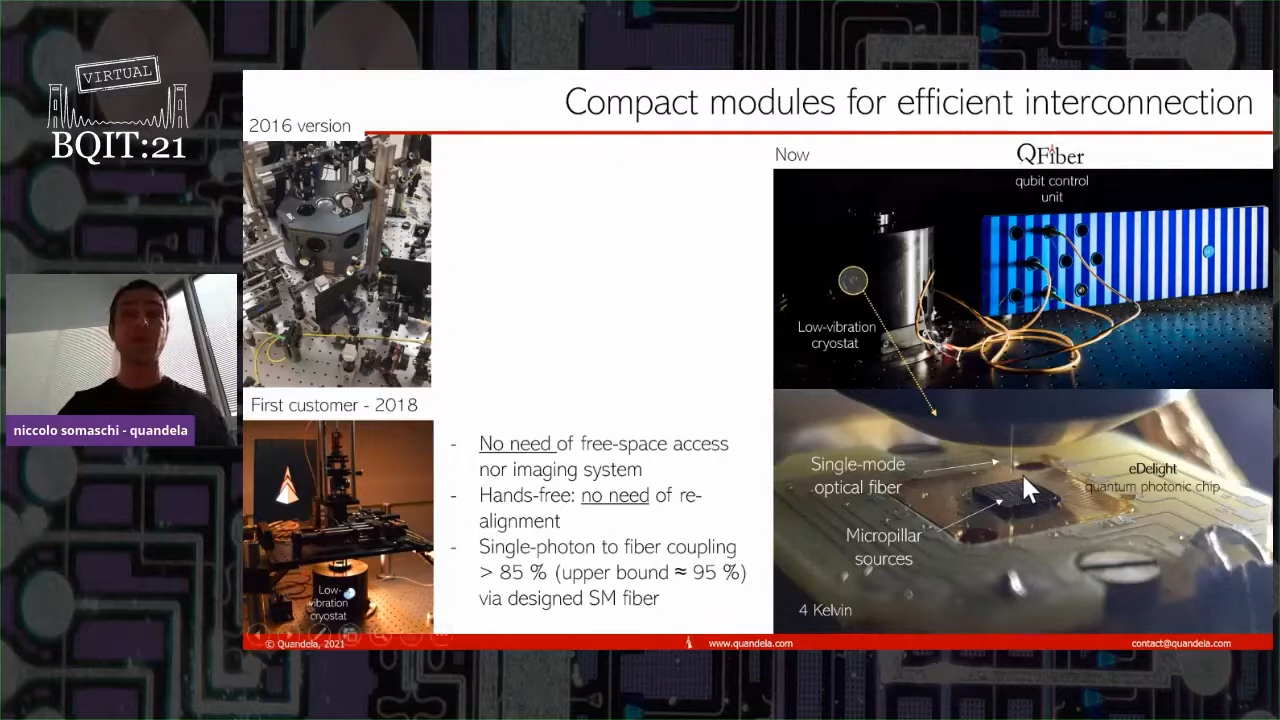 VIRTUAL
BQIT:21
niccolo somaschi - quandela
Compact modules for efficient interconnection
2016 version
First customer - 2018
Low-
vibration
cryostat
- No need of free-space access
nor imaging system
- Hands-free: no need of re-
alignment
- Single-photon to fiber coupling
> 85 % (upper bound ≈ 95 %)
via designed SM fiber
Now
QFiber
qubit control
unit
Low-vibration
cryostat
Single-mode
optical fiber
eDelight
quantum photonic chip
Micropillar
sources
4 Kelvin
© Quandela, 2021
www.quandela.com
contact@quandela.com